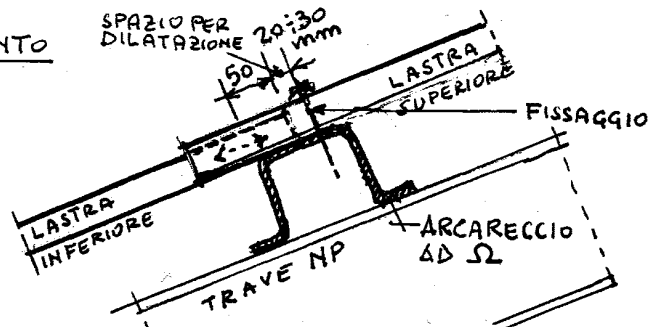 NTO
SPAZIO PER
DILATAZIONE
20÷30
mm
50
LASTRA
SUPERIORE
FISSAGGIO
LASTRA
INFERIORE
ARCARECCIO
AD Ω
TRAVE NP